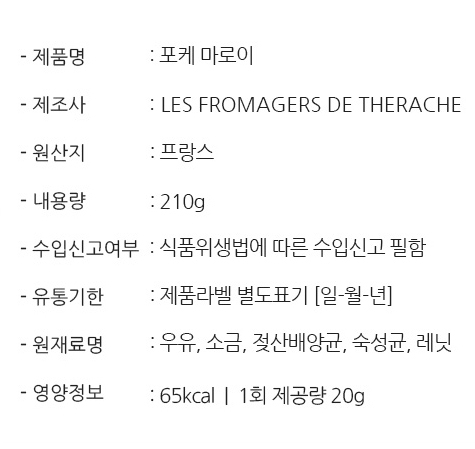 - 제품명 : 포케 마로이
- 제조사 : LES FROMAGERS DE THERACHE
- 원산지 : 프랑스
- 내용량 : 210g
- 수입신고여부 : 식품위생법에 따른 수입신고 필함
- 유통기한 : 제품라벨 별도표기 [일-월-년]
- 원재료명 : 우유, 소금, 젖산배양균, 숙성균, 레닛
- 영양정보 : 65kcal | 1회 제공량 20g